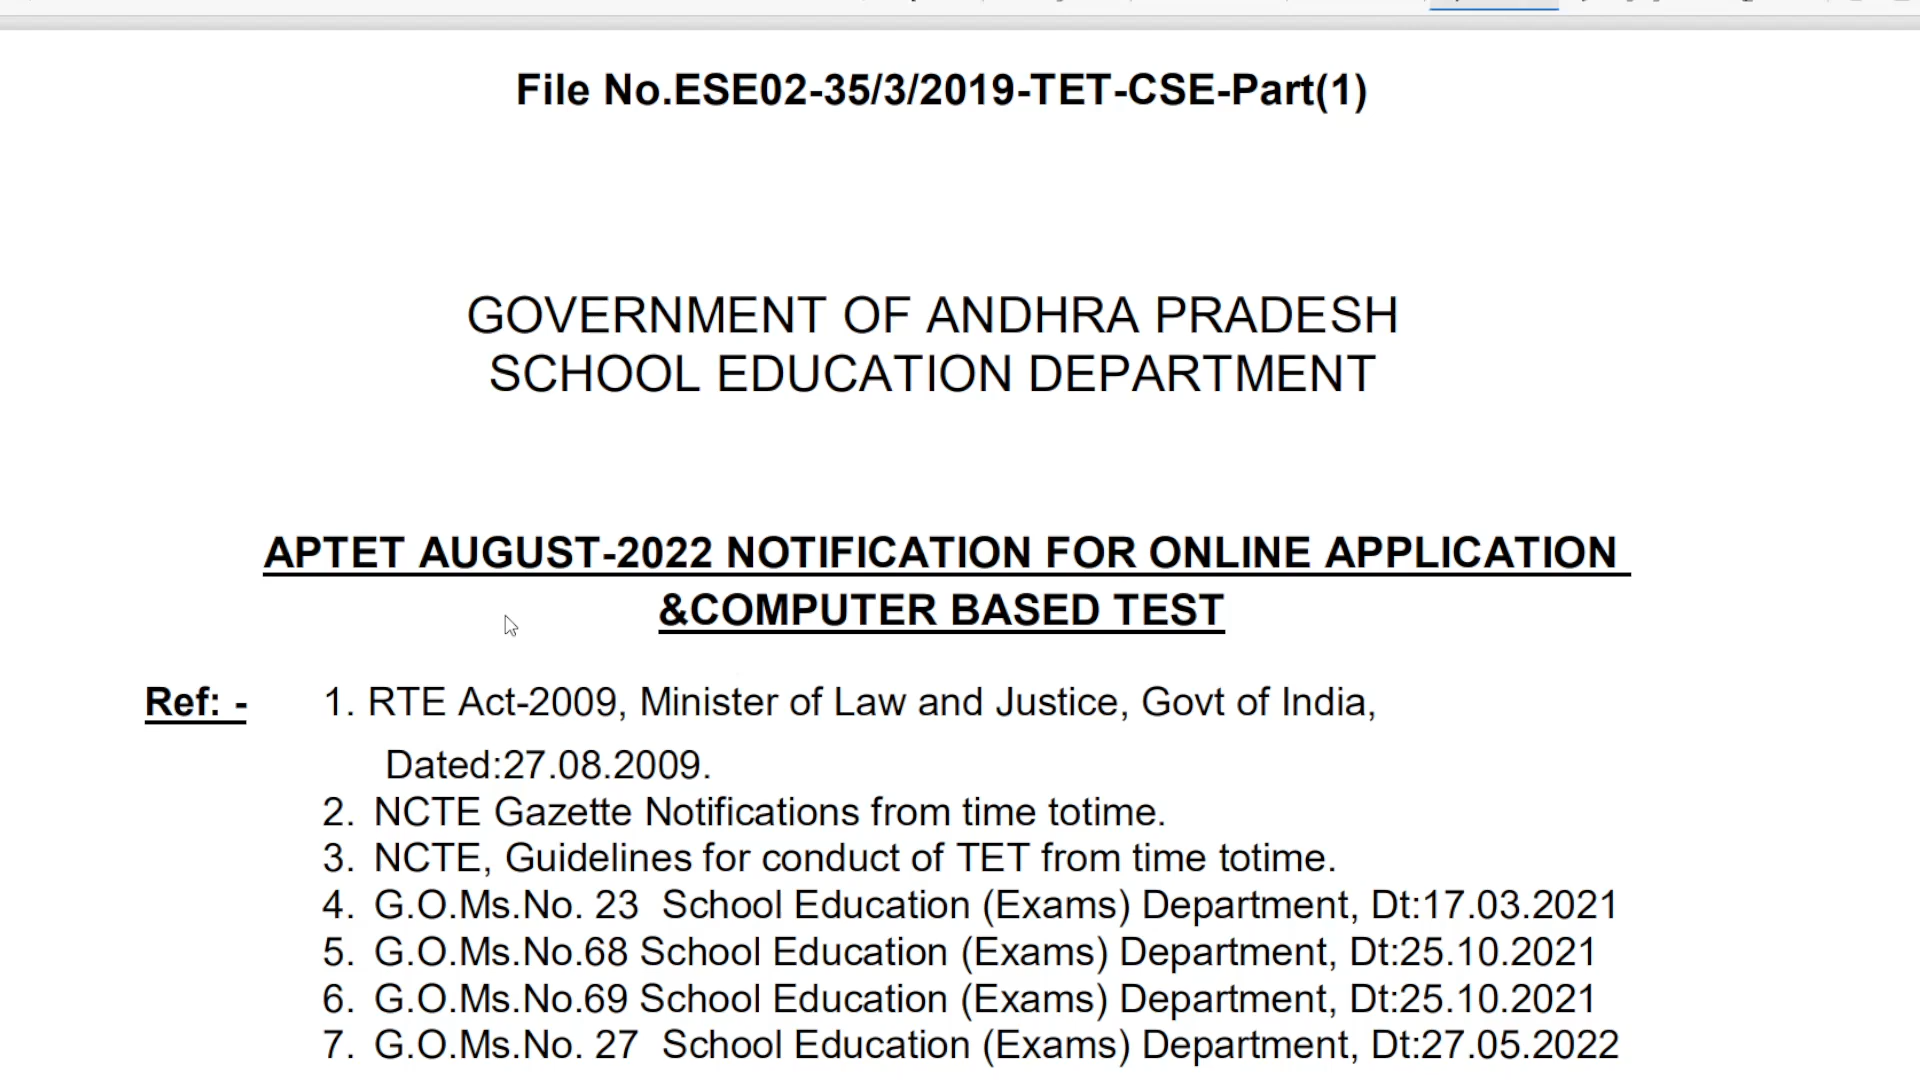 File No.ESE02-35/3/2019-TET-CSE-Part(1)
GOVERNMENT OF ANDHRA PRADESH
SCHOOL EDUCATION DEPARTMENT
APTET AUGUST-2022 NOTIFICATION FOR ONLINE APPLICATION
&COMPUTER BASED TEST
Ref: - 1. RTE Act-2009, Minister of Law and Justice, Govt of India,
Dated:27.08.2009.
2. NCTE Gazette Notifications from time totime.
3. NCTE, Guidelines for conduct of TET from time totime.
4. G.O.Ms.No. 23 School Education (Exams) Department, Dt:17.03.2021
5. G.O.Ms.No.68 School Education (Exams) Department, Dt:25.10.2021
6. G.O.Ms.No.69 School Education (Exams) Department, Dt:25.10.2021
7. G.O.Ms.No. 27 School Education (Exams) Department, Dt:27.05.2022